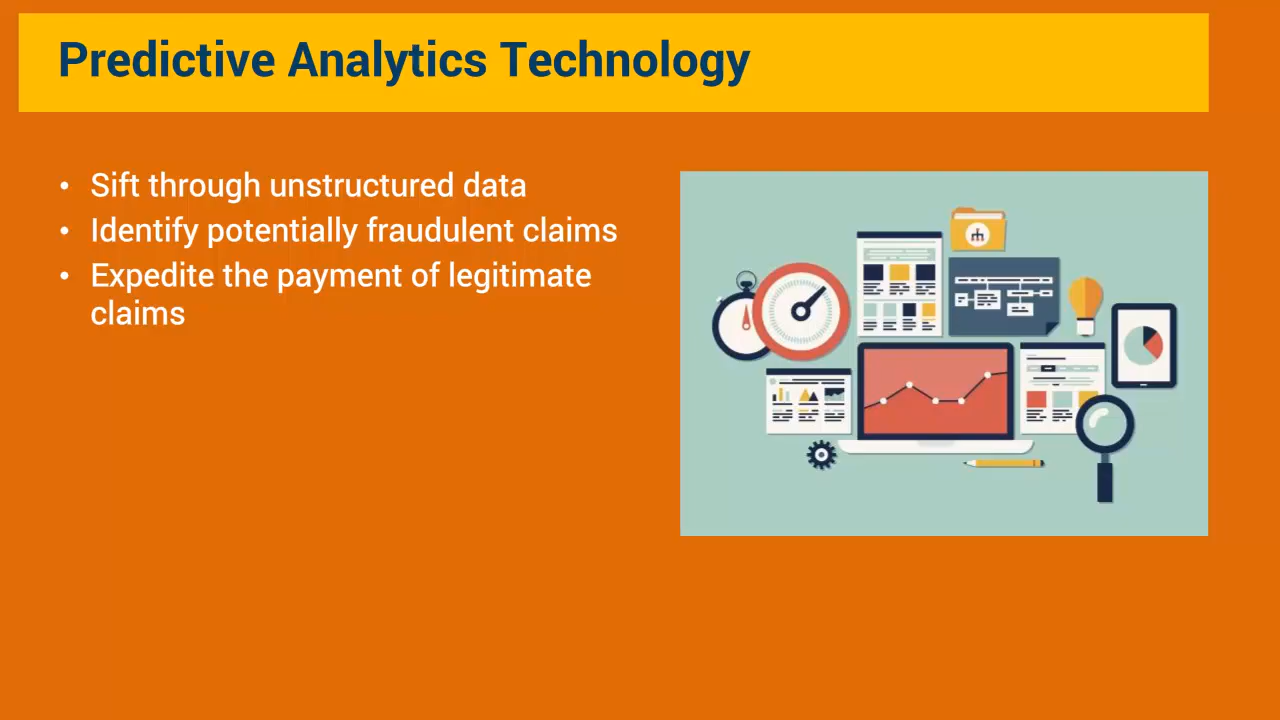 Predictive Analytics Technology
• Sift through unstructured data
• Identify potentially fraudulent claims
• Expedite the payment of legitimate
claims